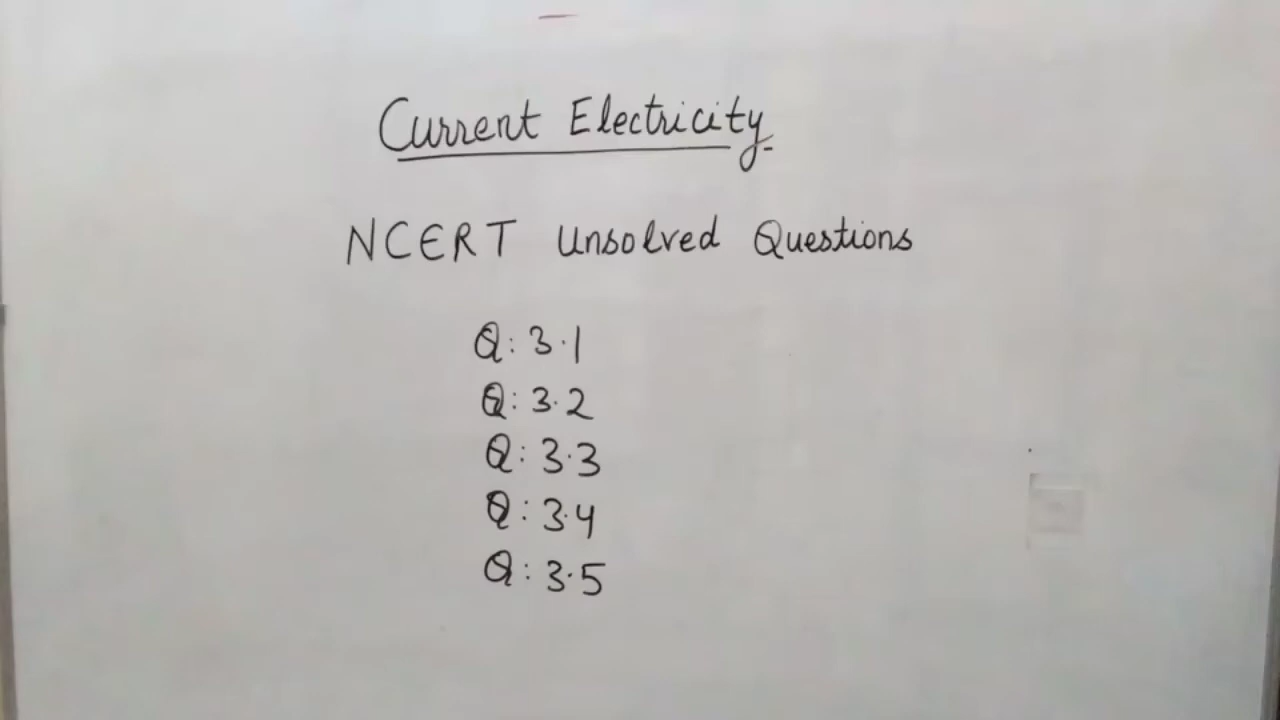 Current Electricity
NCERT Unsolved Questions
Q: 3.1
Q: 3.2
Q: 3.3
Q: 3.4
Q: 3.5